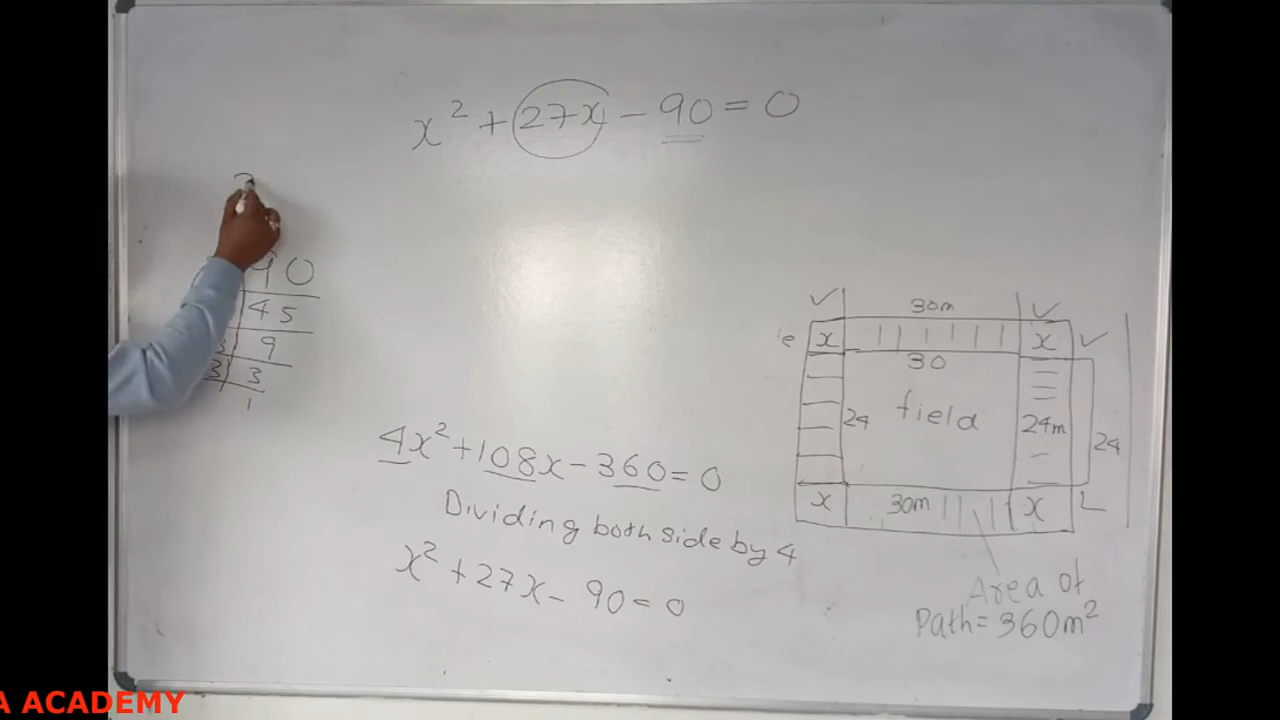 x² + 27x - 90 = 0
90
45
9
3 3
1
4x² + 108x - 360 = 0
Dividing both side by 4
x² + 27x - 90 = 0
30m
x x
30
24 field 24m 24
x 30m x
Area of
Path = 360m²
A ACADEMY